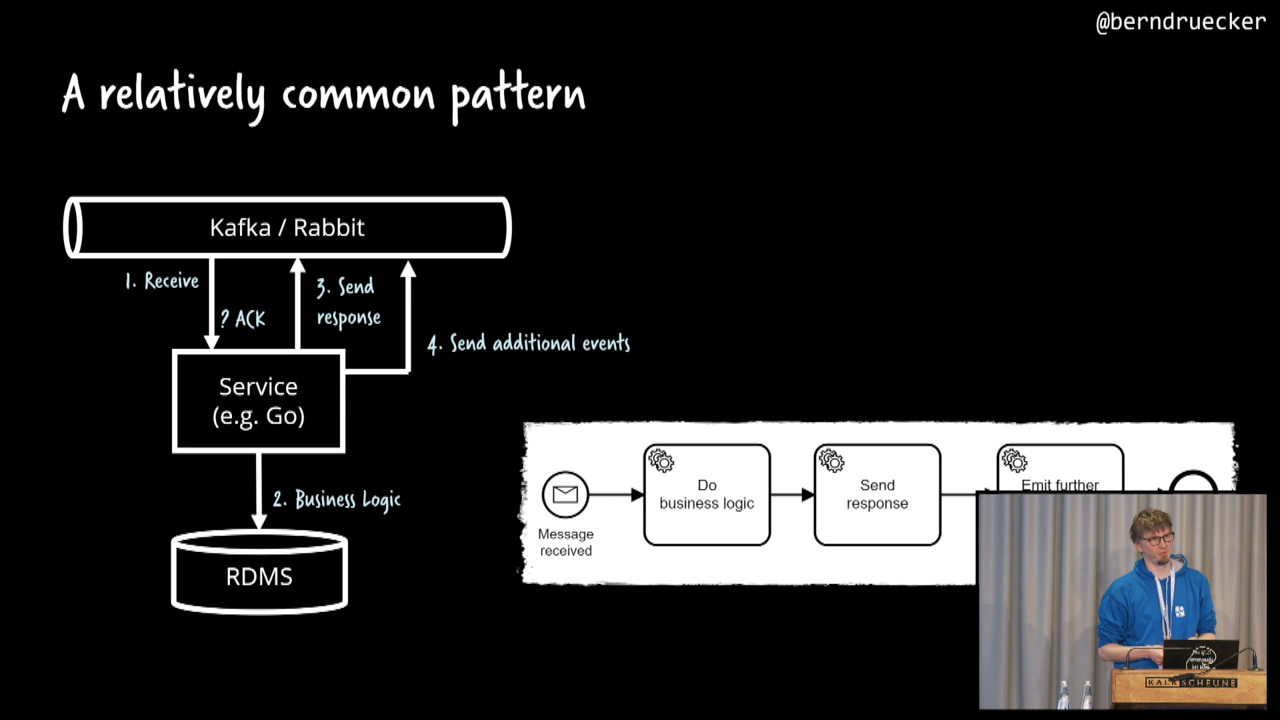 @berndruecker
A relatively common pattern
Kafka / Rabbit
1. Receive
? ACK
3. Send
response
4. Send additional events
Service
(e.g. Go)
2. Business Logic
RDMS
Message
received
Do
business logic
Send
response
Emit further
KALKSCHEUNE